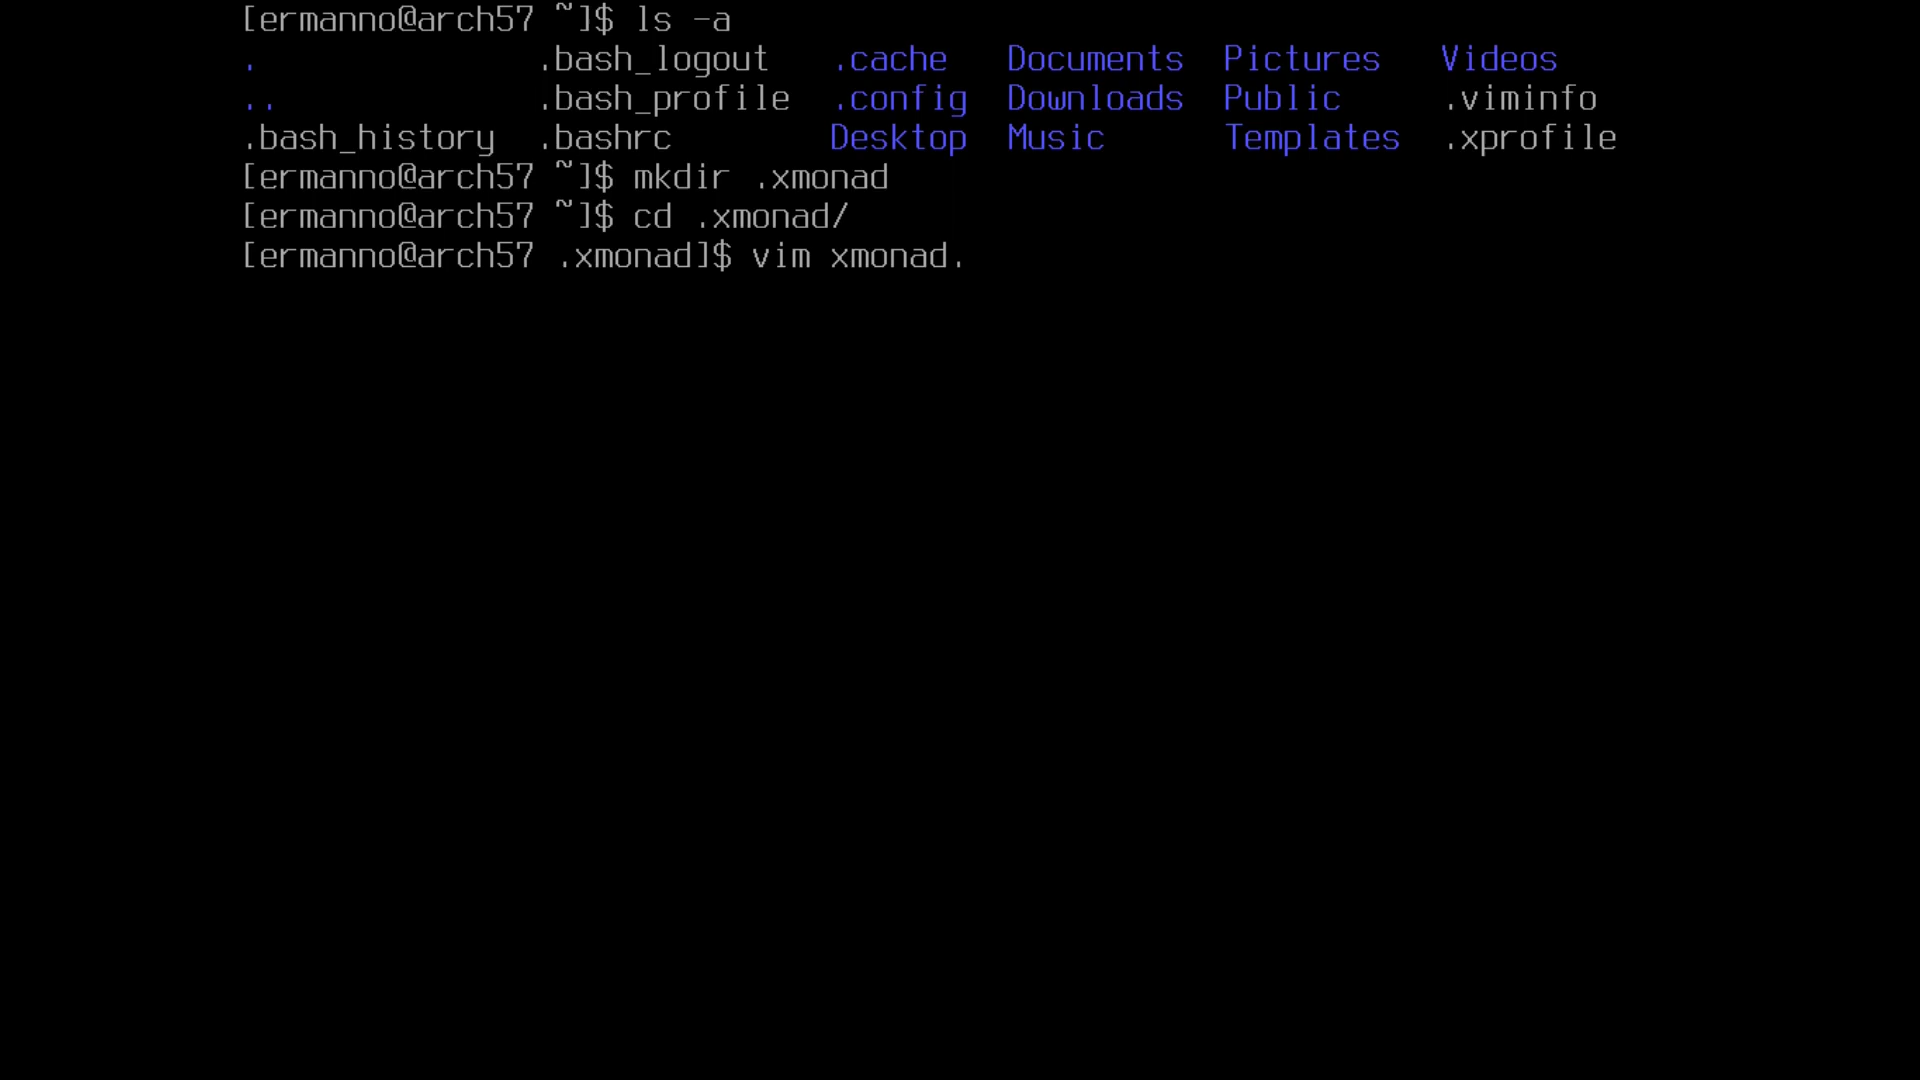 [ermanno@arch57 ~]$ ls -a
. .bash_logout .cache Documents Pictures Videos
.. .bash_profile .config Downloads Public .viminfo
.bash_history .bashrc Desktop Music Templates .xprofile
[ermanno@arch57 ~]$ mkdir .xmonad
[ermanno@arch57 ~]$ cd .xmonad/
[ermanno@arch57 .xmonad]$ vim xmonad.